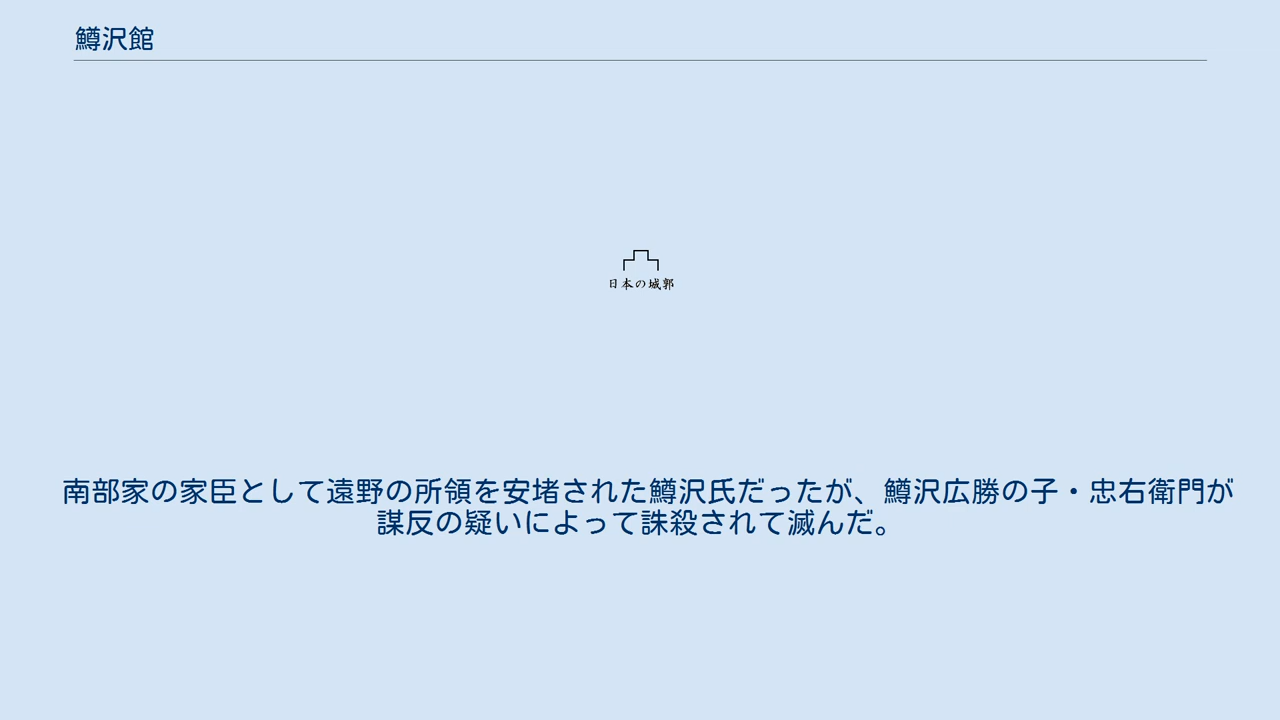 鱒沢館
日本の城郭
南部家の家臣として遠野の所領を安堵された鱒沢氏だったが、鱒沢広勝の子・忠右衛門が
謀反の疑いによって誅殺されて滅んだ。